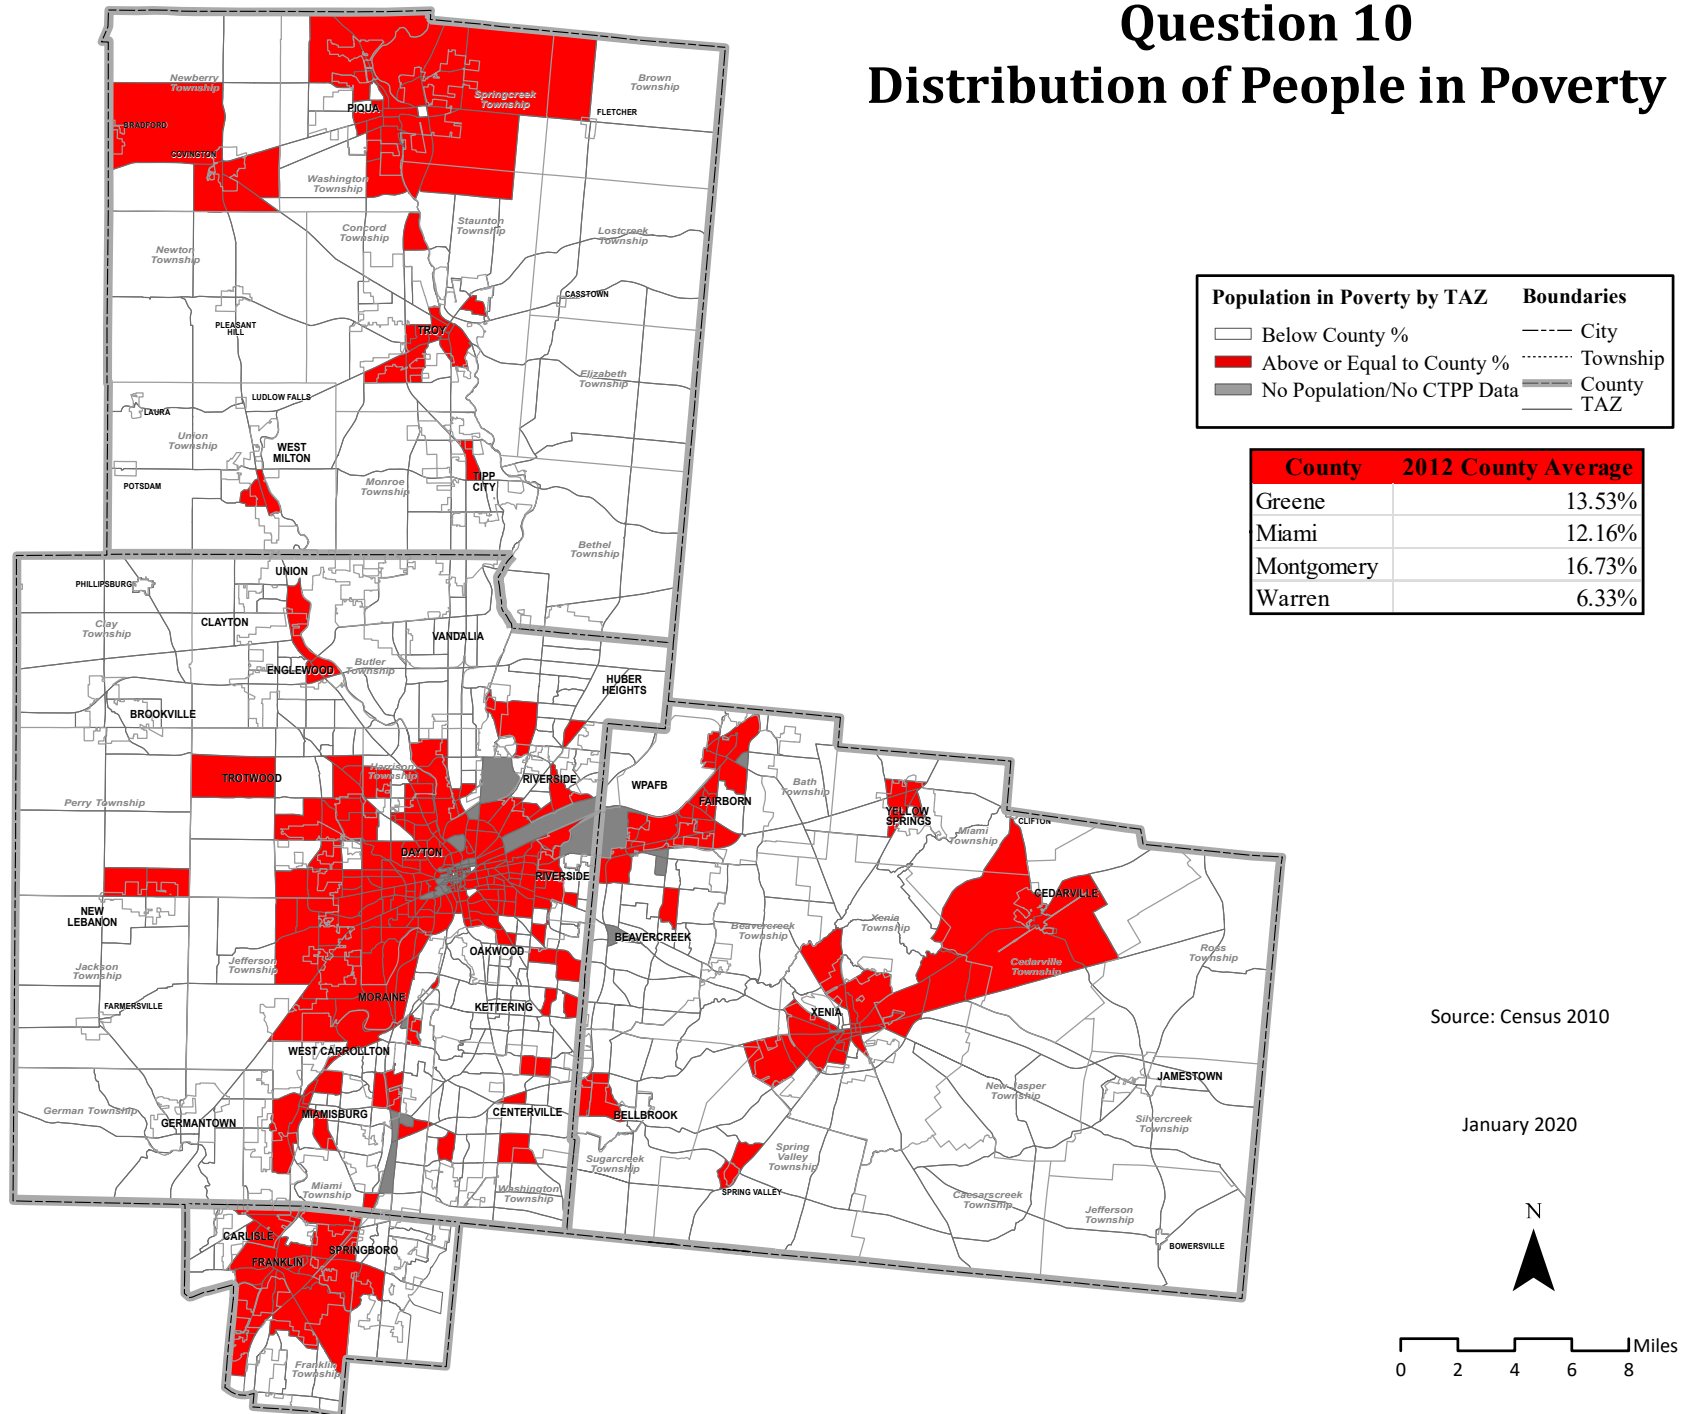 Question 10
Distribution of People in Poverty
Population in Poverty by TAZ
Below County %
Above or Equal to County %
No Population/No CTPP Data
Boundaries
City
Township
County
TAZ
County 2012 County Average
Greene 13.53%
Miami 12.16%
Montgomery 16.73%
Warren 6.33%
Source: Census 2010
January 2020
N
Miles
0 2 4 6 8
Newberry
Township
BRADFORD
COVINGTON
PIQUA
Springcreek
Township
Brown
Township
FLETCHER
Washington
Township
Newton
Township
Concord
Township
Staunton
Township
Lostcreek
Township
CASSTOWN
PLEASANT
HILL
TROY
Elizabeth
Township
LAURA
LUDLOW FALLS
Union
Township
WEST
MILTON
POTSDAM
Monroe
Township
TIPP
CITY
Bethel
Township
PHILLIPSBURG
UNION
Clay
Township
CLAYTON
VANDALIA
ENGLEWOOD
Butler
Township
HUBER
HEIGHTS
BROOKVILLE
TROTWOOD
Harrison
Township
RIVERSIDE
Perry Township
DAYTON
RIVERSIDE
NEW
LEBANON
OAKWOOD
Jackson
Township
Jefferson
Township
FARMERSVILLE
MORAINE
KETTERING
WEST CARROLLTON
German Township
GERMANTOWN
MIAMISBURG
CENTERVILLE
Miami
Township
Washington
Township
WPAFB
FAIRBORN
Bath
Township
YELLOW
SPRINGS
Miami
Township
CLIFTON
CEDARVILLE
BEAVERCREEK
Beavercreek
Township
Xenia
Township
Cedarville
Township
Ross
Township
XENIA
New Jasper
Township
JAMESTOWN
Silvercreek
Township
BELLBROOK
Sugarcreek
Township
Spring
Valley
Township
SPRING VALLEY
Caesarscreek
Township
Jefferson
Township
BOWERSVILLE
CARLISLE
SPRINGBORO
FRANKLIN
Franklin
Township